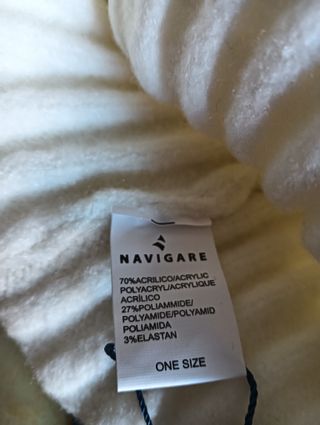 NAVIGARE
70%ACRILICO/ACRYLIC
POLYACRYL/ACRYLIQUE
ACRÍLICO
27%POLIAMMIDE/
POLYAMIDE/POLYAMID
POLIAMIDA
3%ELASTAN
ONE SIZE